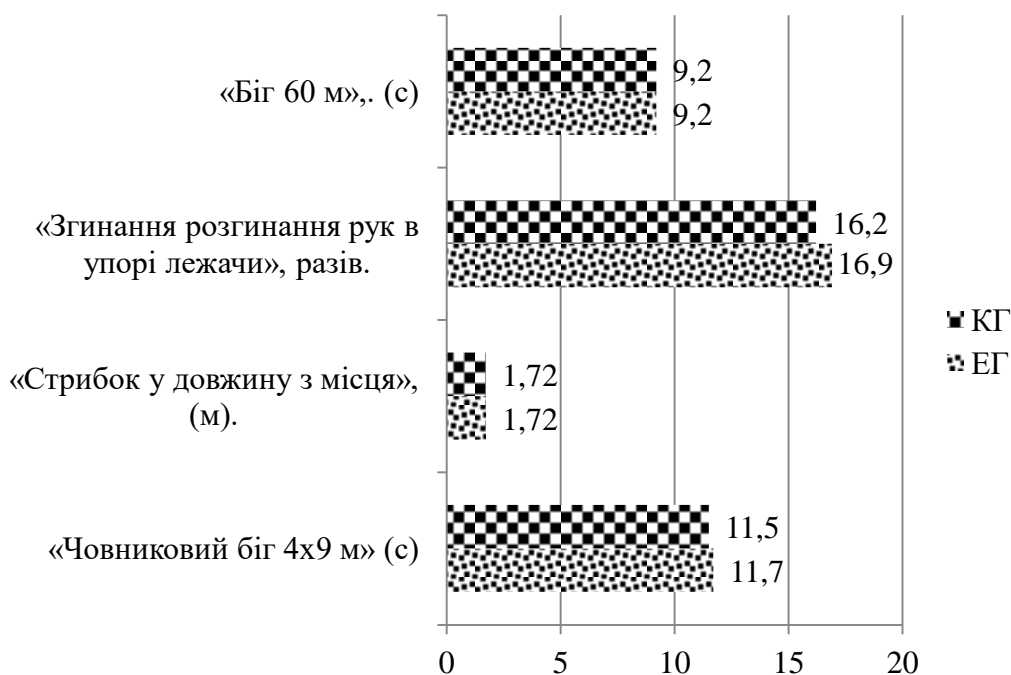 «Біг 60 м»,. (с)
9,2
9,2
«Згинання розгинання рук в
упорі лежачи», разів.
16,2
16,9
«Стрибок у довжину з місця»,
(м).
1,72
1,72
«Човниковий біг 4х9 м» (с)
11,5
11,7
КГ
ЕГ
0 5 10 15 20